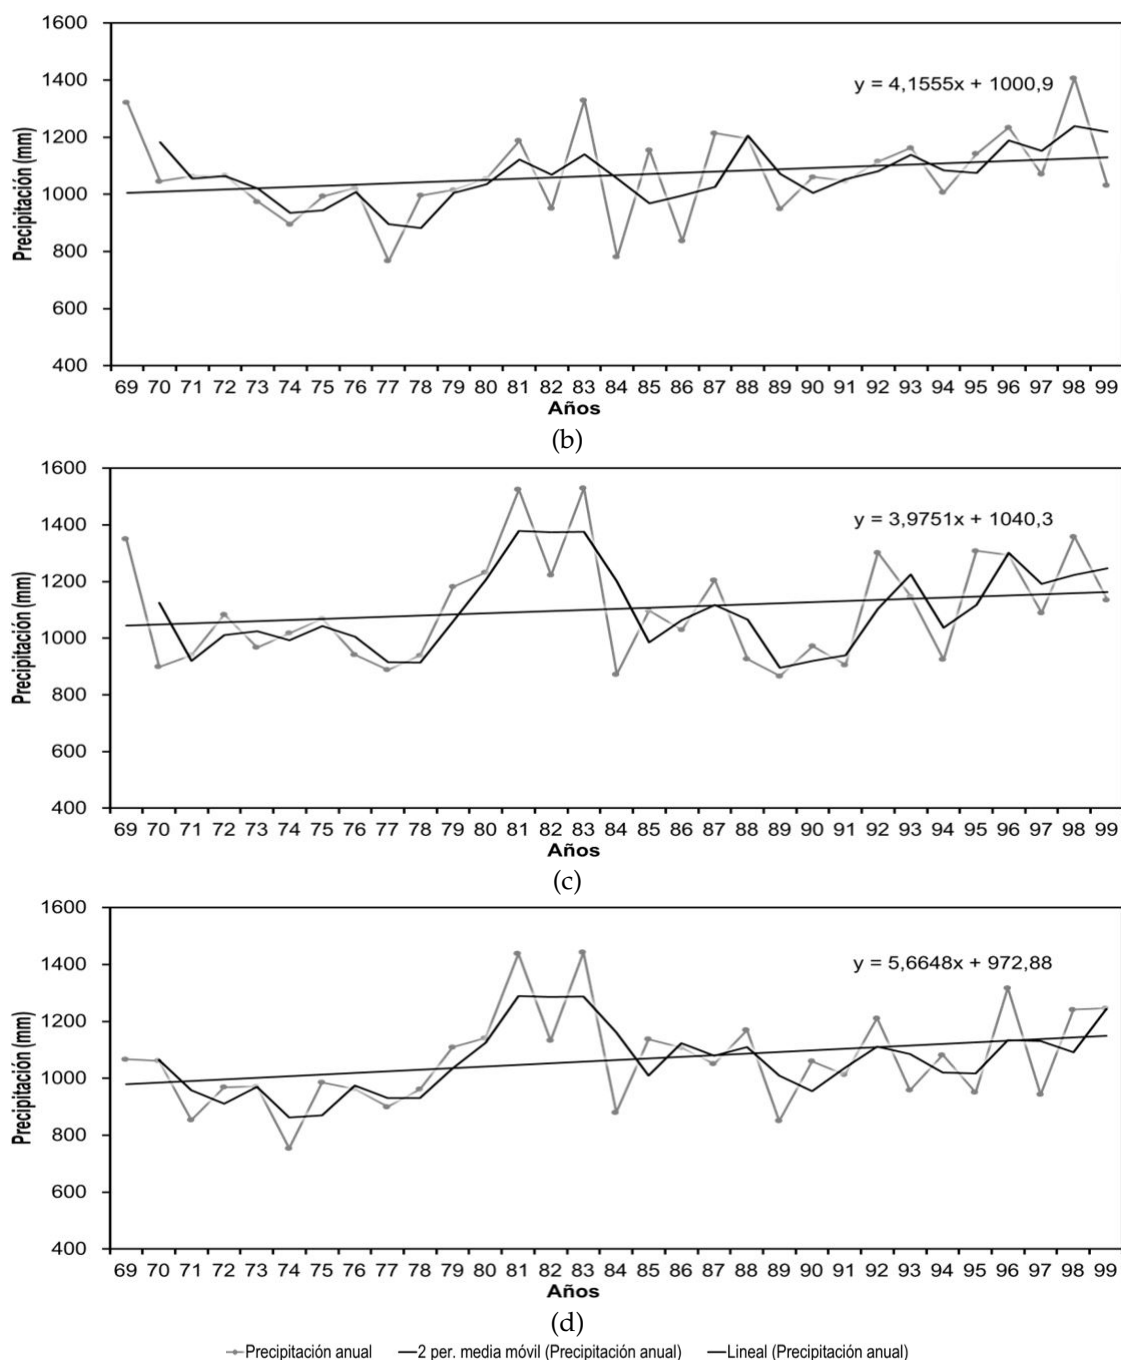 1600
1400
y = 4,1555x + 1000,9
1200
1000
800
600
400
Precipitación (mm)
69 70 71 72 73 74 75 76 77 78 79 80 81 82 83 84 85 86 87 88 89 90 91 92 93 94 95 96 97 98 99
Años
(b)
1600
1400
y = 3,9751x + 1040,3
1200
1000
800
600
400
Precipitación (mm)
69 70 71 72 73 74 75 76 77 78 79 80 81 82 83 84 85 86 87 88 89 90 91 92 93 94 95 96 97 98 99
Años
(c)
1600
1400
y = 5,6648x + 972,88
1200
1000
800
600
400
Precipitación (mm)
69 70 71 72 73 74 75 76 77 78 79 80 81 82 83 84 85 86 87 88 89 90 91 92 93 94 95 96 97 98 99
Años
(d)
Precipitación anual 2 per. media móvil (Precipitación anual) Lineal (Precipitación anual)